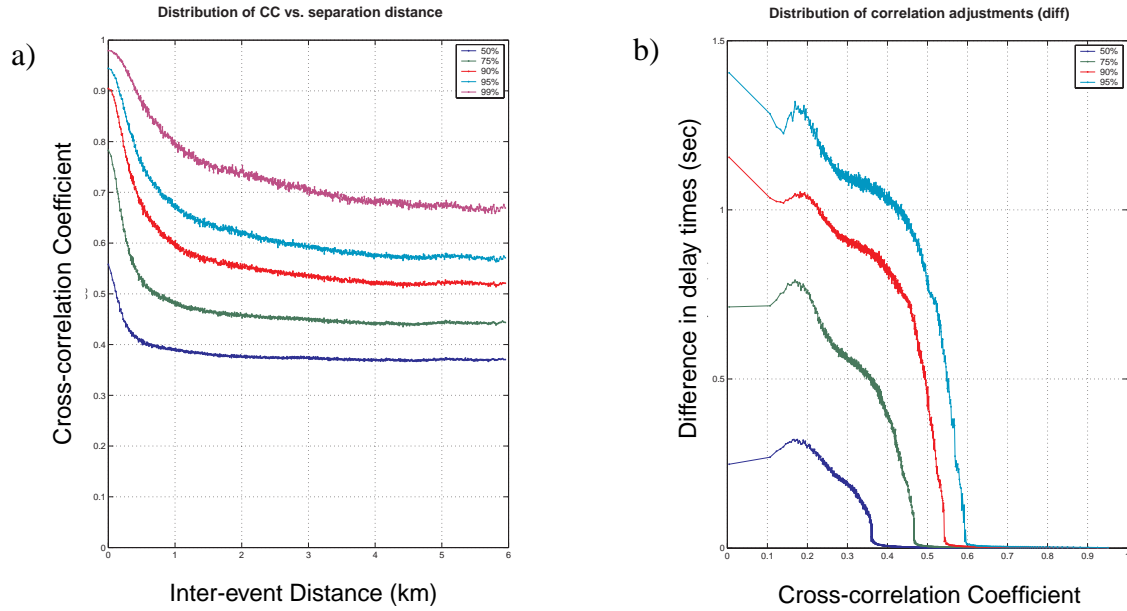 Distribution of CC vs. separation distance
a)
1
0.9
0.8
0.7
0.6
0.5
0.4
0.3
0.2
0.1
0
Cross-correlation Coefficient
50%
75%
90%
95%
99%
0 1 2 3 4 5 6
Inter-event Distance (km)
Distribution of correlation adjustments (diff)
b)
1.5
1
0.5
0
Difference in delay times (sec)
50%
75%
90%
95%
0 0.1 0.2 0.3 0.4 0.5 0.6 0.7 0.8 0.9 1
Cross-correlation Coefficient